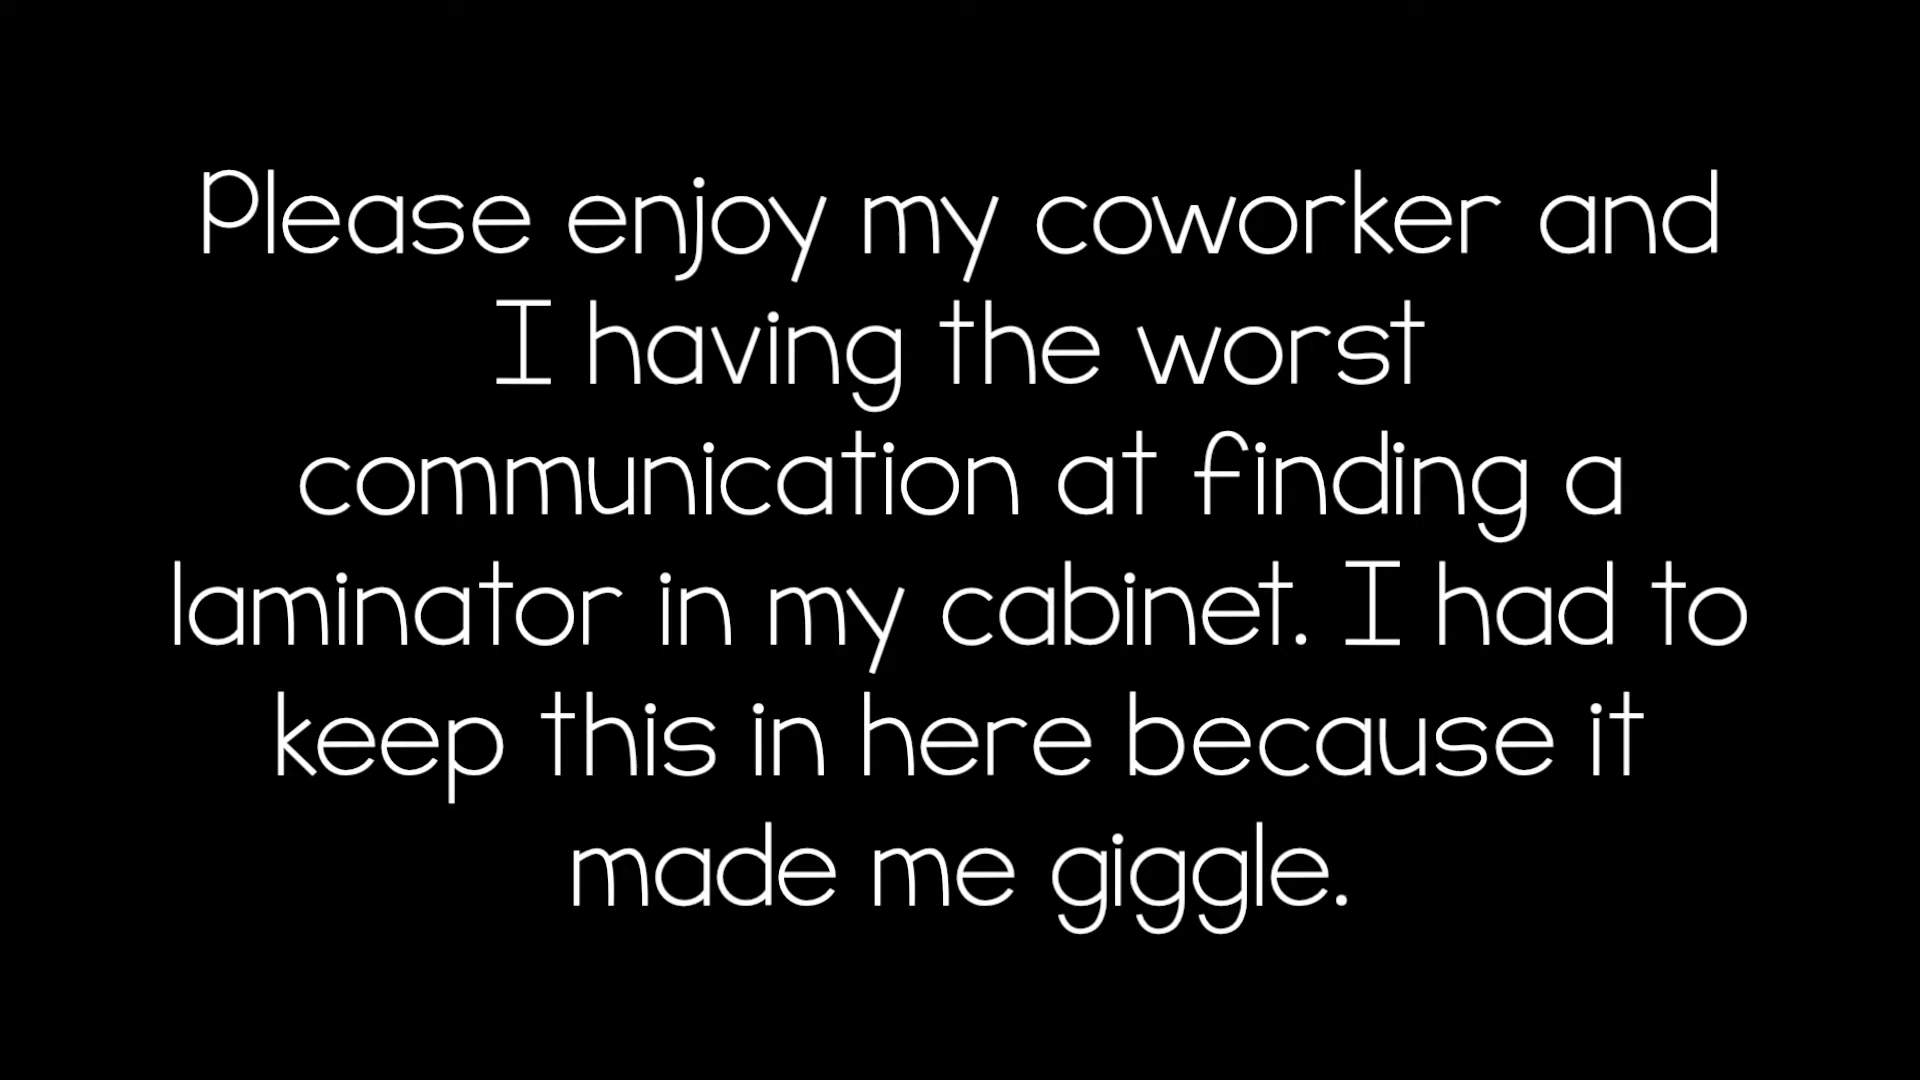 Please enjoy my coworker and
I having the worst
communication at finding a
laminator in my cabinet. I had to
keep this in here because it
made me giggle.